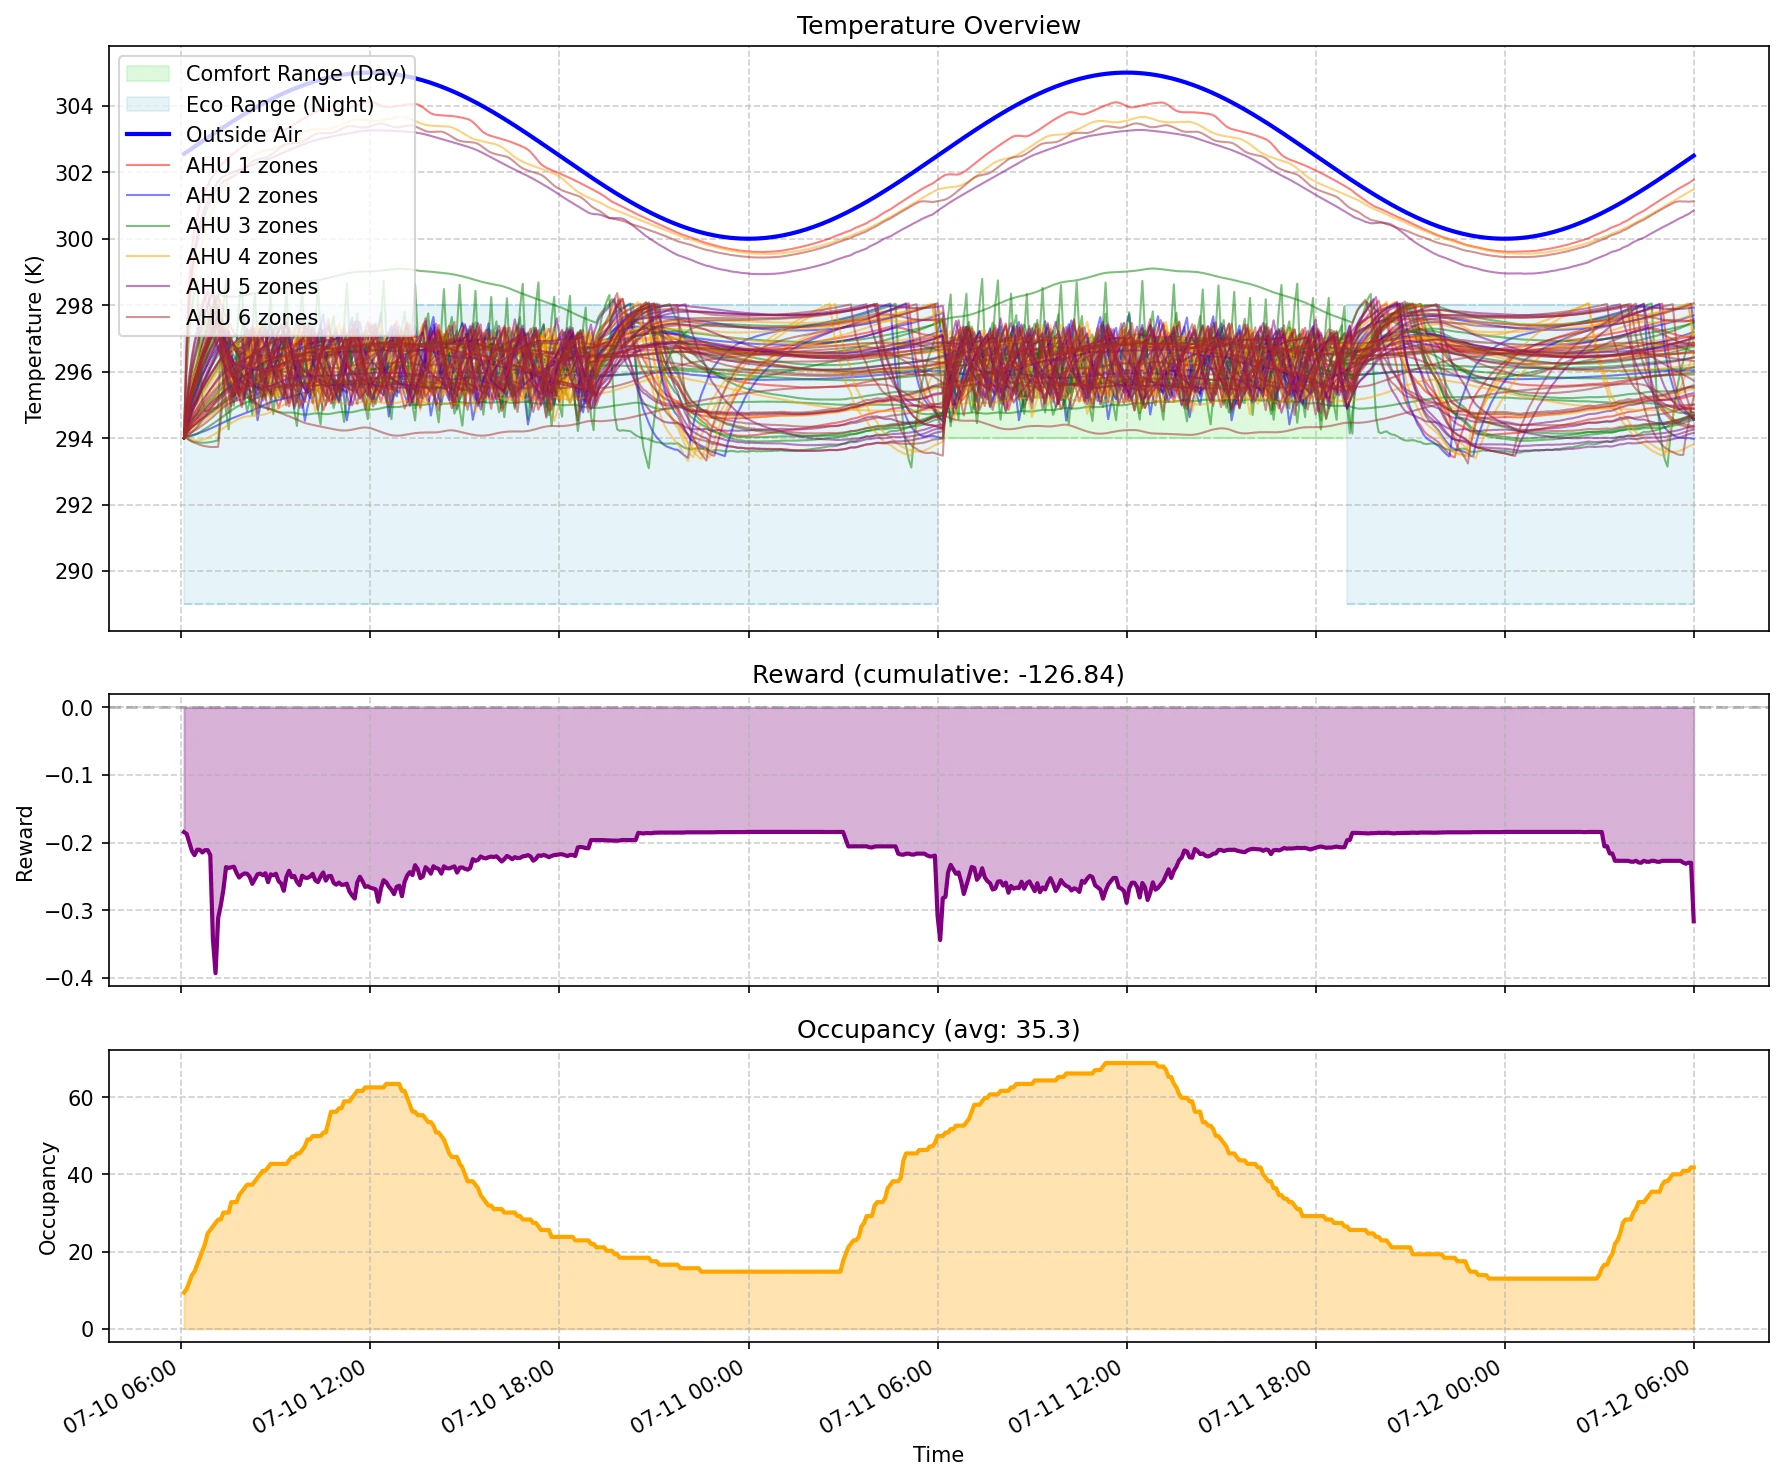 Temperature Overview
Comfort Range (Day)
Eco Range (Night)
Outside Air
AHU 1 zones
AHU 2 zones
AHU 3 zones
AHU 4 zones
AHU 5 zones
AHU 6 zones
Temperature (K)
304
302
300
298
296
294
292
290
Reward (cumulative: -126.84)
Reward
0.0
−0.1
−0.2
−0.3
−0.4
Occupancy (avg: 35.3)
Occupancy
60
40
20
0
07-10 06:00
07-10 12:00
07-10 18:00
07-11 00:00
07-11 06:00
07-11 12:00
07-11 18:00
07-12 00:00
07-12 06:00
Time